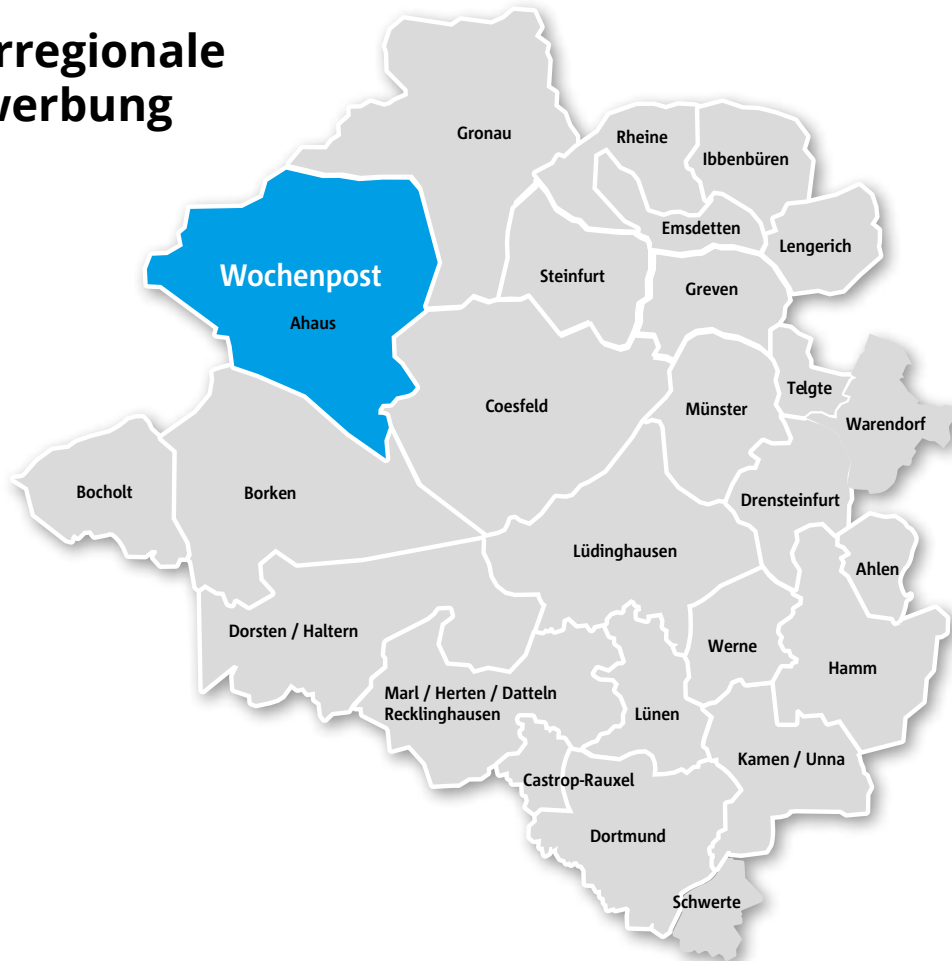 rregionale
werbung
Gronau
Rheine
Ibbenbüren
Emsdetten
Lengerich
Wochenpost
Steinfurt
Greven
Ahaus
Telgte
Coesfeld
Münster
Warendorf
Bocholt
Borken
Drensteinfurt
Lüdinghausen
Ahlen
Dorsten / Haltern
Werne
Hamm
Marl / Herten / Datteln
Recklinghausen
Lünen
Kamen / Unna
Castrop-Rauxel
Dortmund
Schwerte